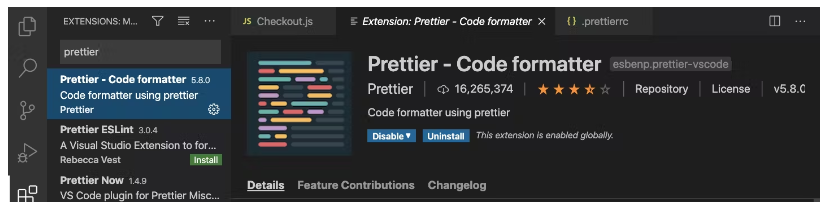 EXTENSIONS: M...
JS Checkout.js
Extension: Prettier - Code formatter
{ } .prettierrc
prettier
Prettier - Code formatter 5.8.0
Code formatter using prettier
Prettier
Prettier ESLint 3.0.4
A Visual Studio Extension to for...
Rebecca Vest
Install
Prettier Now 1.4.9
VS Code plugin for Prettier Misc...
Prettier - Code formatter esbenp.prettier-vscode
Prettier 16,265,374 Repository License v5.8.0
Code formatter using prettier
Disable Uninstall This extension is enabled globally.
Details Feature Contributions Changelog